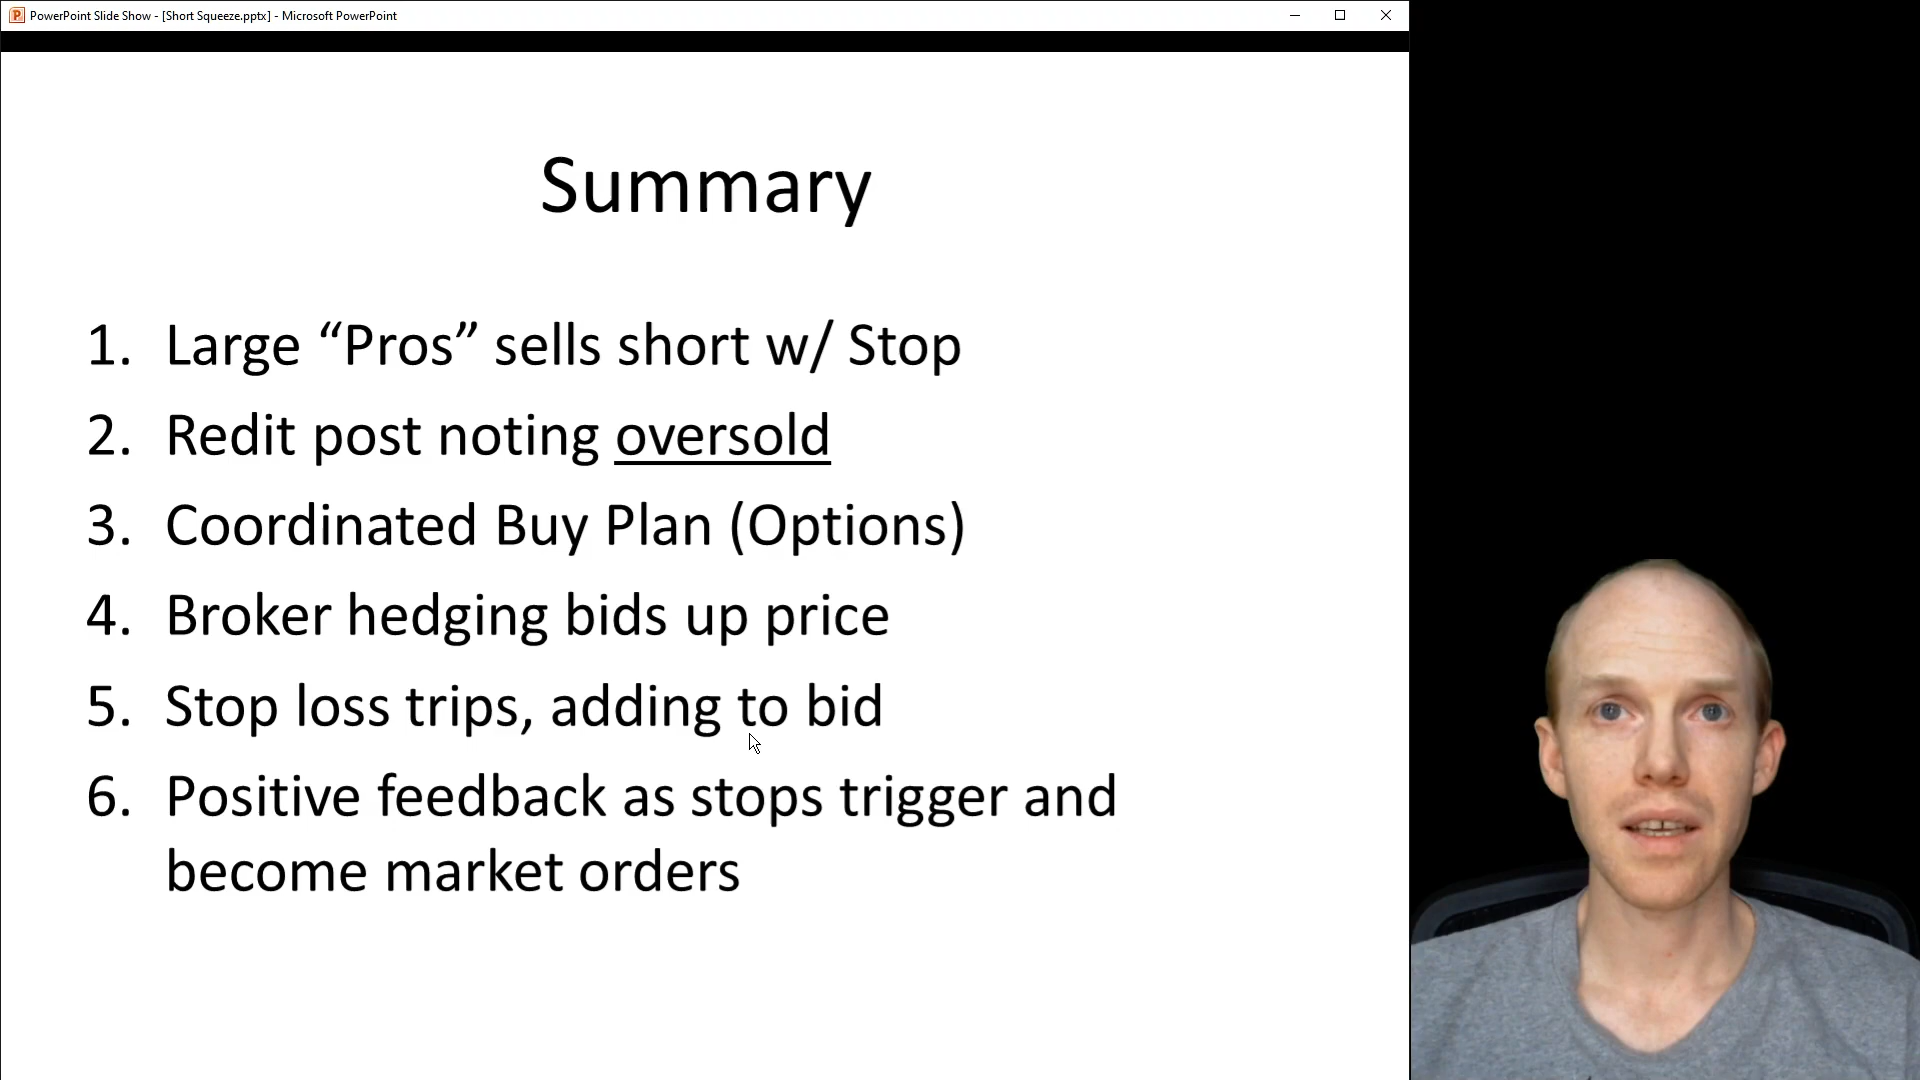 PowerPoint Slide Show - [Short Squeeze.pptx] - Microsoft PowerPoint
Summary
1. Large “Pros” sells short w/ Stop
2. Redit post noting oversold
3. Coordinated Buy Plan (Options)
4. Broker hedging bids up price
5. Stop loss trips, adding to bid
6. Positive feedback as stops trigger and
become market orders